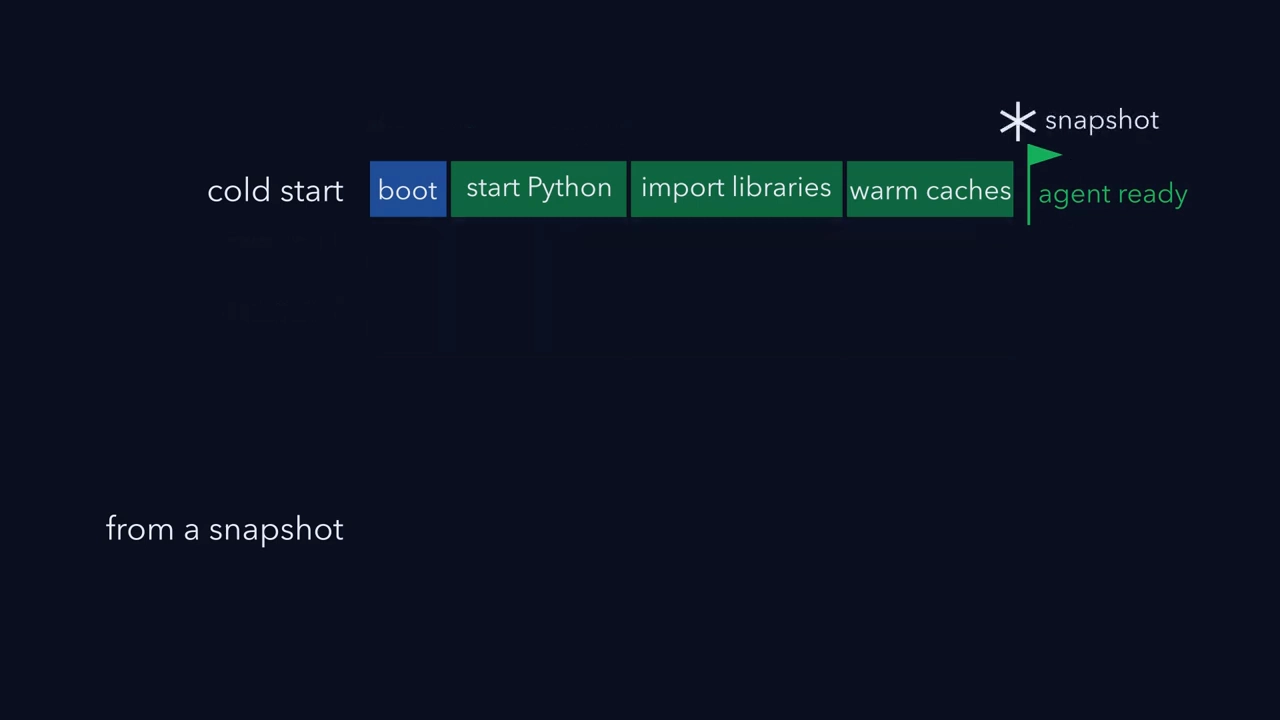 snapshot
cold start
boot
start Python
import libraries
warm caches
agent ready
from a snapshot